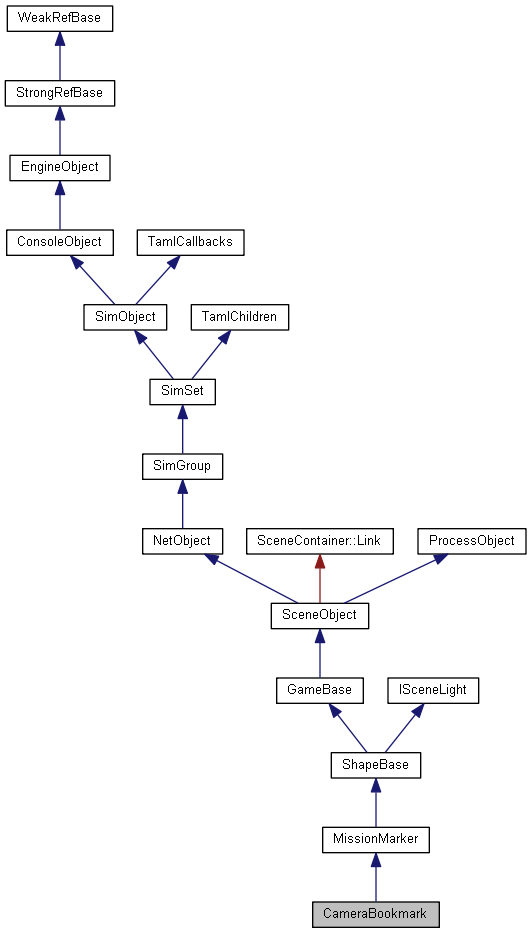 WeakRefBase
StrongRefBase
EngineObject
ConsoleObject
TamlCallbacks
SimObject
TamlChildren
SimSet
SimGroup
NetObject
SceneContainer::Link
ProcessObject
SceneObject
GameBase
ISceneLight
ShapeBase
MissionMarker
CameraBookmark